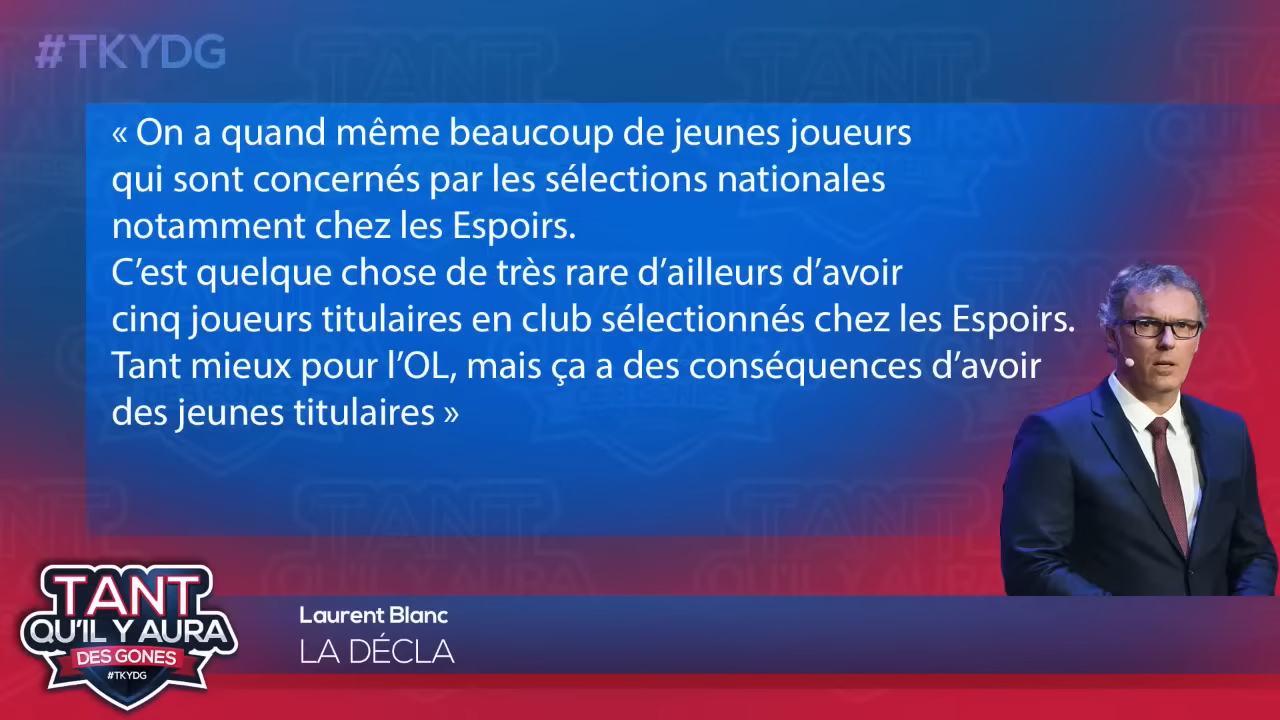 #TKYDG
« On a quand même beaucoup de jeunes joueurs
qui sont concernés par les sélections nationales
notamment chez les Espoirs.
C’est quelque chose de très rare d’ailleurs d’avoir
cinq joueurs titulaires en club sélectionnés chez les Espoirs.
Tant mieux pour l’OL, mais ça a des conséquences d’avoir
des jeunes titulaires »
Laurent Blanc
LA DÉCLA
TANT
QU'IL Y AURA
DES GONES
#TKYDG